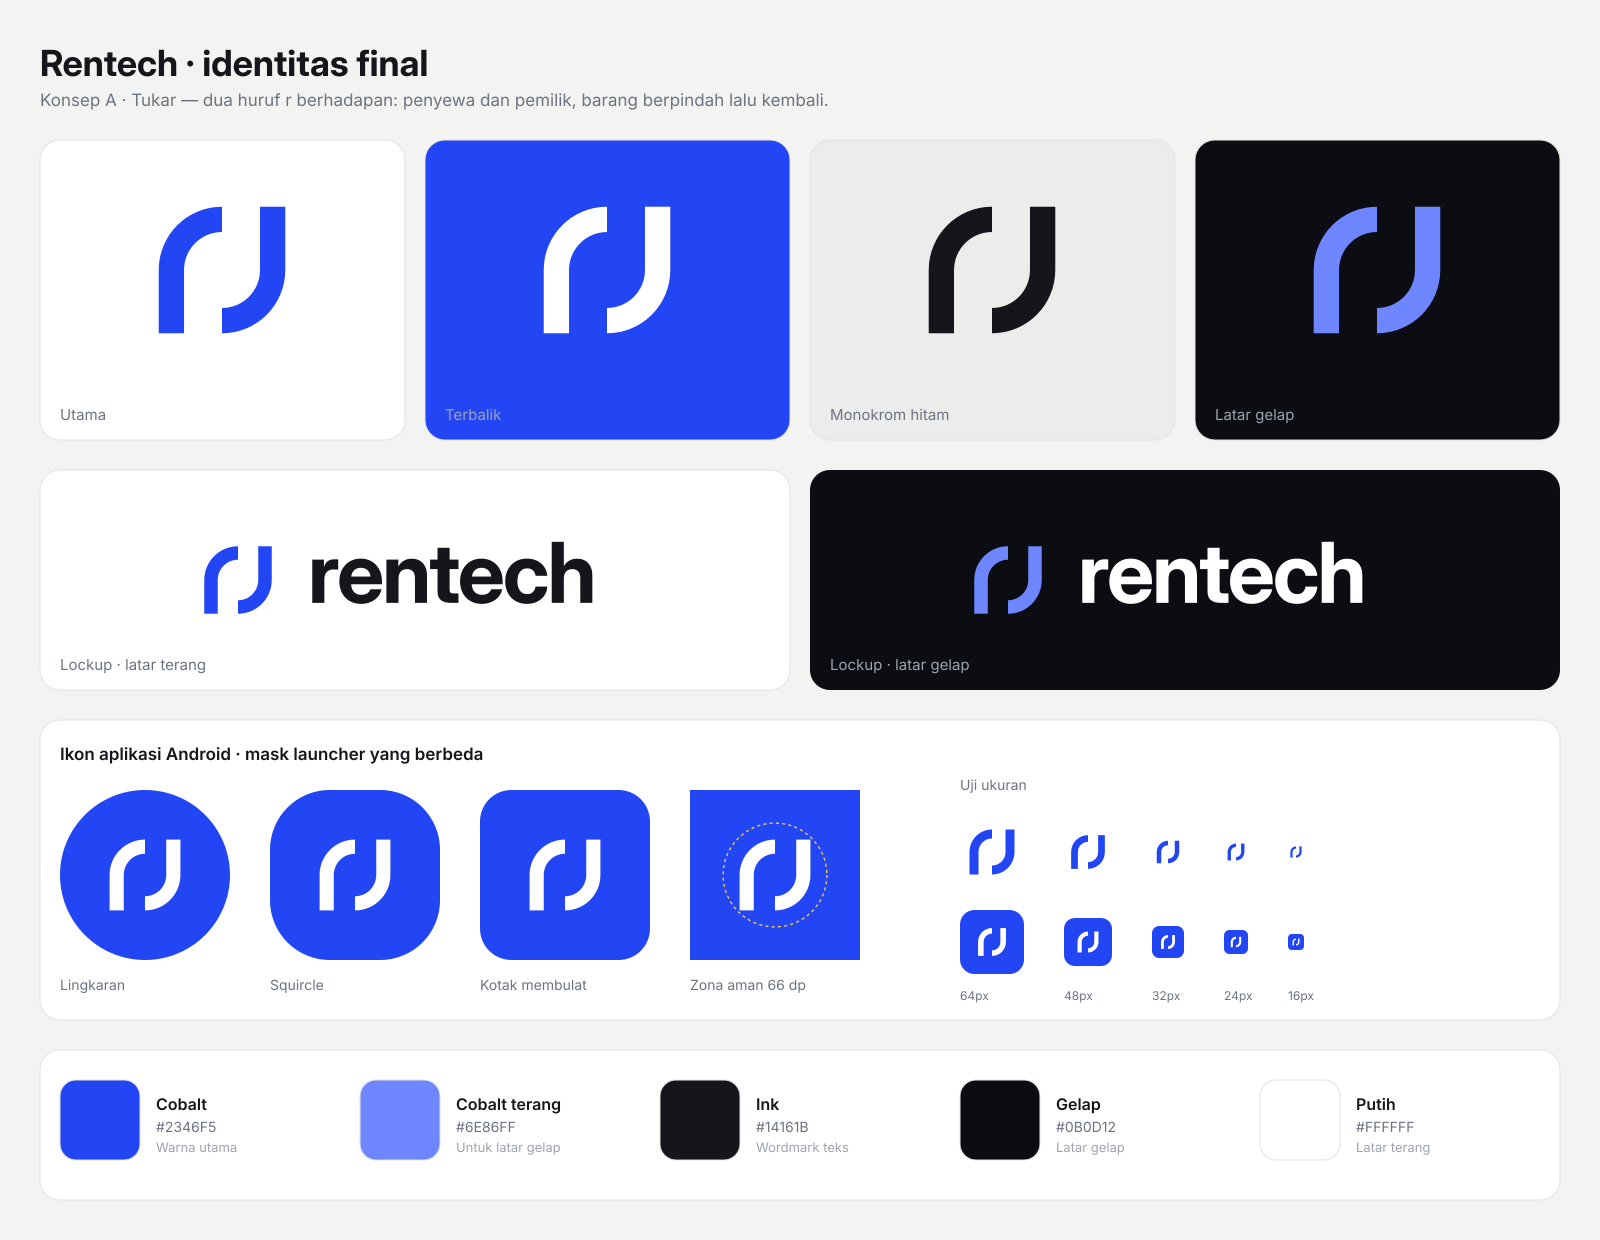 Rentech · identitas final
Konsep A · Tukar — dua huruf r berhadapan: penyewa dan pemilik, barang berpindah lalu kembali.
Utama
Terbalik
Monokrom hitam
Latar gelap
rentech
Lockup · latar terang
rentech
Lockup · latar gelap
Ikon aplikasi Android · mask launcher yang berbeda
Lingkaran
Squircle
Kotak membulat
Zona aman 66 dp
Uji ukuran
64px
48px
32px
24px
16px
Cobalt
#2346F5
Warna utama
Cobalt terang
#6E86FF
Untuk latar gelap
Ink
#14161B
Wordmark teks
Gelap
#0B0D12
Latar gelap
Putih
#FFFFFF
Latar terang